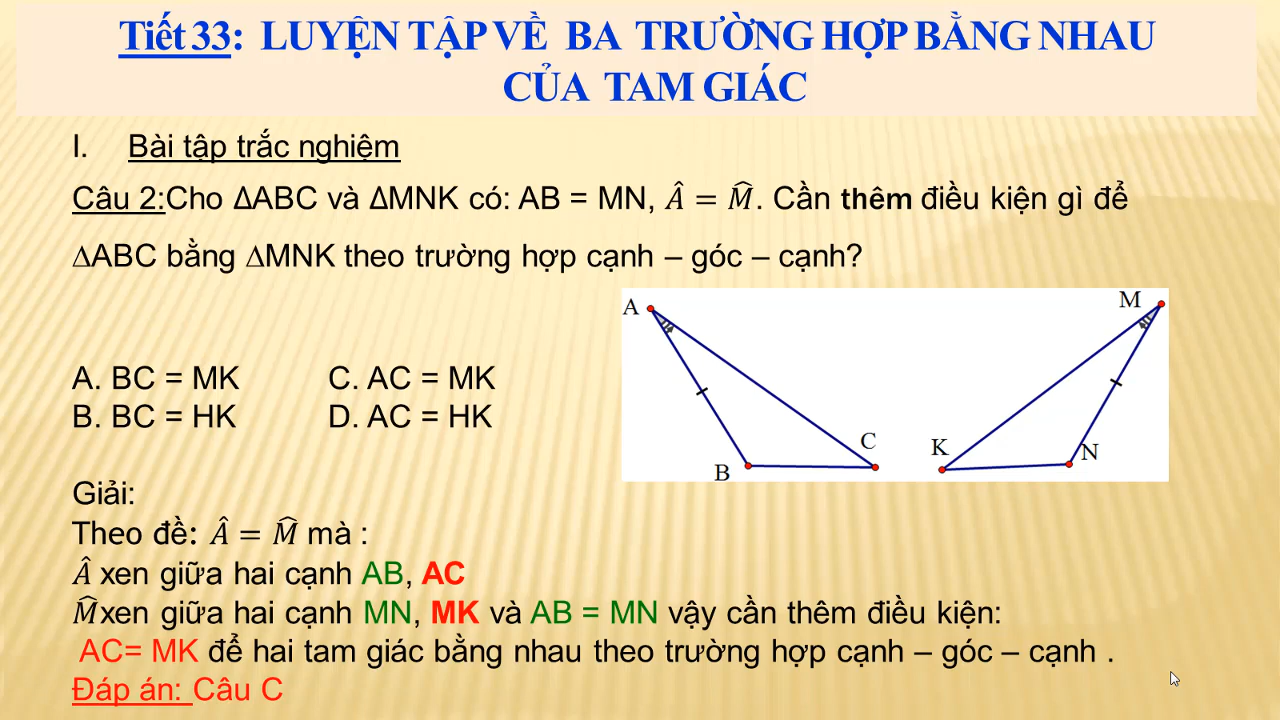 Tiết 33: LUYỆN TẬP VỀ BA TRƯỜNG HỢP BẰNG NHAU
CỦA TAM GIÁC
I. Bài tập trắc nghiệm
Câu 2:Cho ΔABC và ΔMNK có: AB = MN, Â = M̂. Cần thêm điều kiện gì để
∆ABC bằng ∆MNK theo trường hợp cạnh – góc – cạnh?
A
M
A. BC = MK C. AC = MK
B. BC = HK D. AC = HK
C
K
N
B
Giải:
Theo đề: Â = M̂ mà :
Â xen giữa hai cạnh AB, AC
M̂xen giữa hai cạnh MN, MK và AB = MN vậy cần thêm điều kiện:
AC= MK để hai tam giác bằng nhau theo trường hợp cạnh – góc – cạnh .
Đáp án: Câu C